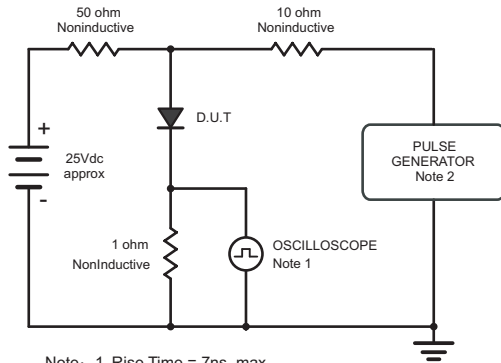 50 ohm
Noninductive
10 ohm
Noninductive
D.U.T
+
25Vdc
approx
-
PULSE
GENERATOR
Note 2
1 ohm
NonInductive
OSCILLOSCOPE
Note 1
Note: 1. Rise Time = 7ns, max.